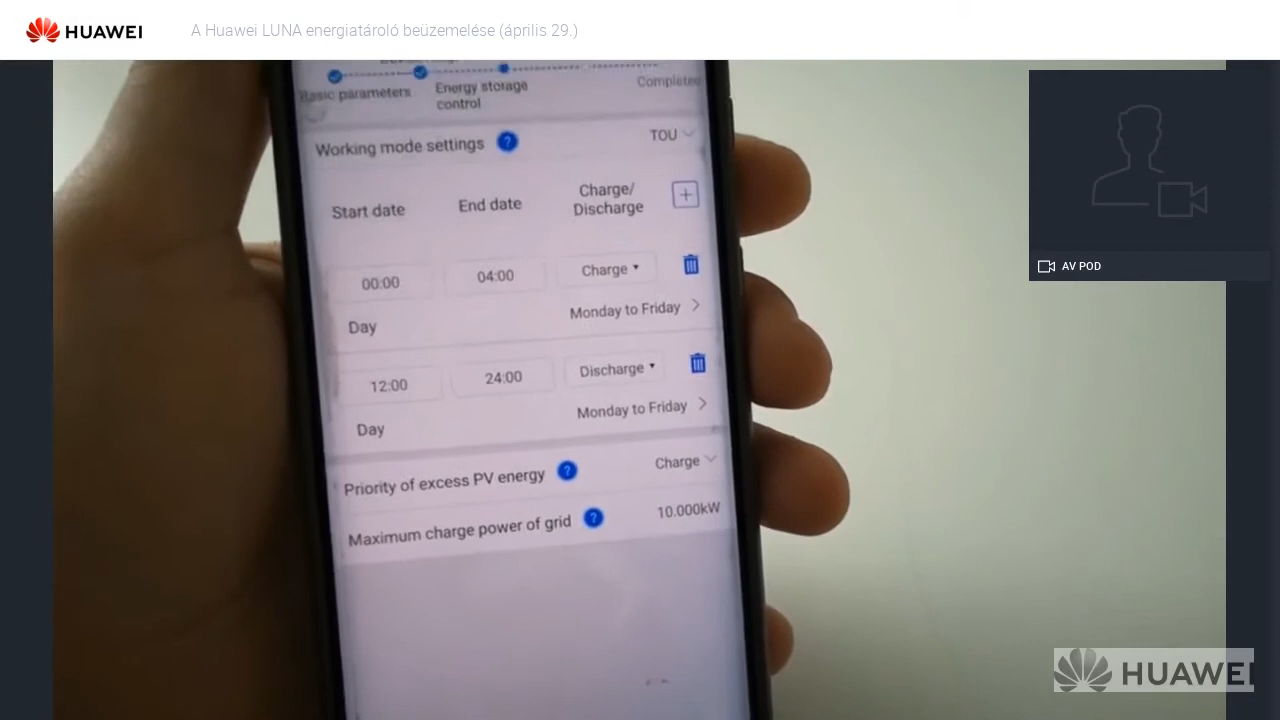 HUAWEI
A Huawei LUNA energiatároló beüzemelése (április 29.)
Basic parameters
Energy storage
control
Completed
Working mode settings ?
TOU
Start date
End date
Charge/
Discharge
00:00
04:00
Charge
Day
Monday to Friday
12:00
24:00
Discharge
Day
Monday to Friday
Priority of excess PV energy ?
Charge
Maximum charge power of grid ?
10.000kW
AV POD
HUAWEI